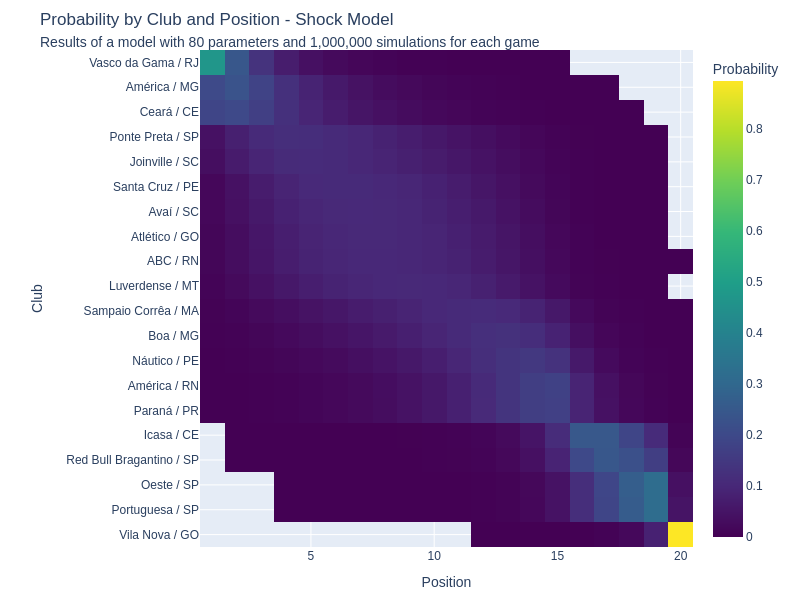 Probability by Club and Position - Shock Model
Results of a model with 80 parameters and 1,000,000 simulations for each game
Probability
Vasco da Gama / RJ
América / MG
Ceará / CE
Ponte Preta / SP
Joinville / SC
Santa Cruz / PE
Avaí / SC
Atlético / GO
ABC / RN
Luverdense / MT
Sampaio Corrêa / MA
Boa / MG
Náutico / PE
América / RN
Paraná / PR
Icasa / CE
Red Bull Bragantino / SP
Oeste / SP
Portuguesa / SP
Vila Nova / GO
Club
5
10
15
20
Position
0.8
0.7
0.6
0.5
0.4
0.3
0.2
0.1
0